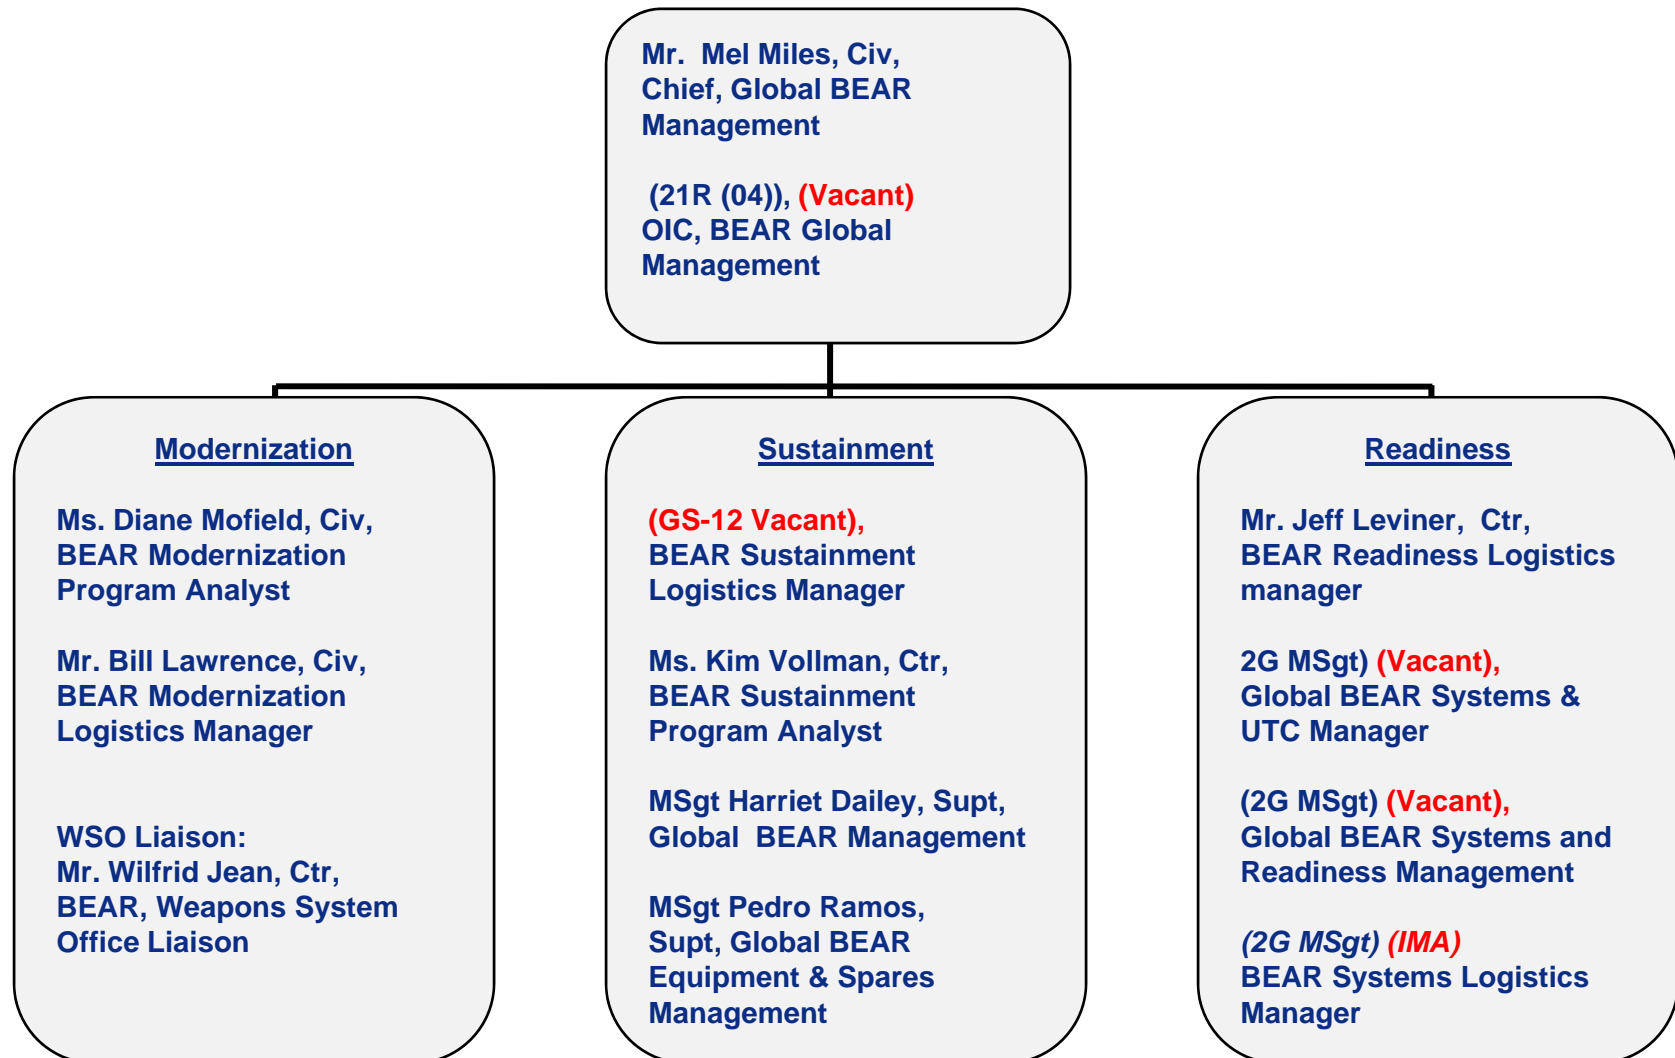 Mr. Mel Miles, Civ,
Chief, Global BEAR
Management
(21R (04)), (Vacant)
OIC, BEAR Global
Management
Modernization
Ms. Diane Mofield, Civ,
BEAR Modernization
Program Analyst
Mr. Bill Lawrence, Civ,
BEAR Modernization
Logistics Manager
WSO Liaison:
Mr. Wilfrid Jean, Ctr,
BEAR, Weapons System
Office Liaison
Sustainment
(GS-12 Vacant),
BEAR Sustainment
Logistics Manager
Ms. Kim Vollman, Ctr,
BEAR Sustainment
Program Analyst
MSgt Harriet Dailey, Supt,
Global BEAR Management
MSgt Pedro Ramos,
Supt, Global BEAR
Equipment & Spares
Management
Readiness
Mr. Jeff Leviner, Ctr,
BEAR Readiness Logistics
manager
2G MSgt) (Vacant),
Global BEAR Systems &
UTC Manager
(2G MSgt) (Vacant),
Global BEAR Systems and
Readiness Management
(2G MSgt) (IMA)
BEAR Systems Logistics
Manager